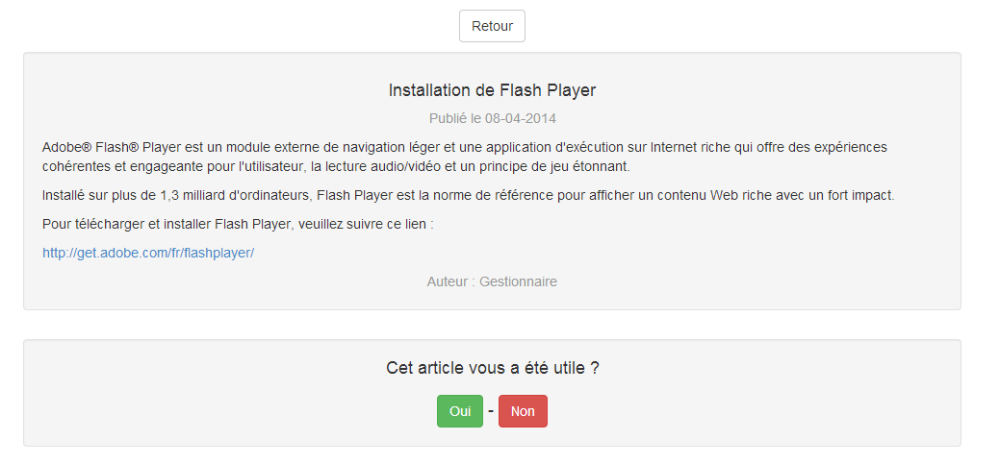 Retour
Installation de Flash Player
Publié le 08-04-2014
Adobe® Flash® Player est un module externe de navigation léger et une application d'exécution sur Internet riche qui offre des expériences
cohérentes et engageante pour l'utilisateur, la lecture audio/vidéo et un principe de jeu étonnant.
Installé sur plus de 1,3 milliard d'ordinateurs, Flash Player est la norme de référence pour afficher un contenu Web riche avec un fort impact.
Pour télécharger et installer Flash Player, veuillez suivre ce lien :
http://get.adobe.com/fr/flashplayer/
Auteur : Gestionnaire
Cet article vous a été utile ?
Oui - Non